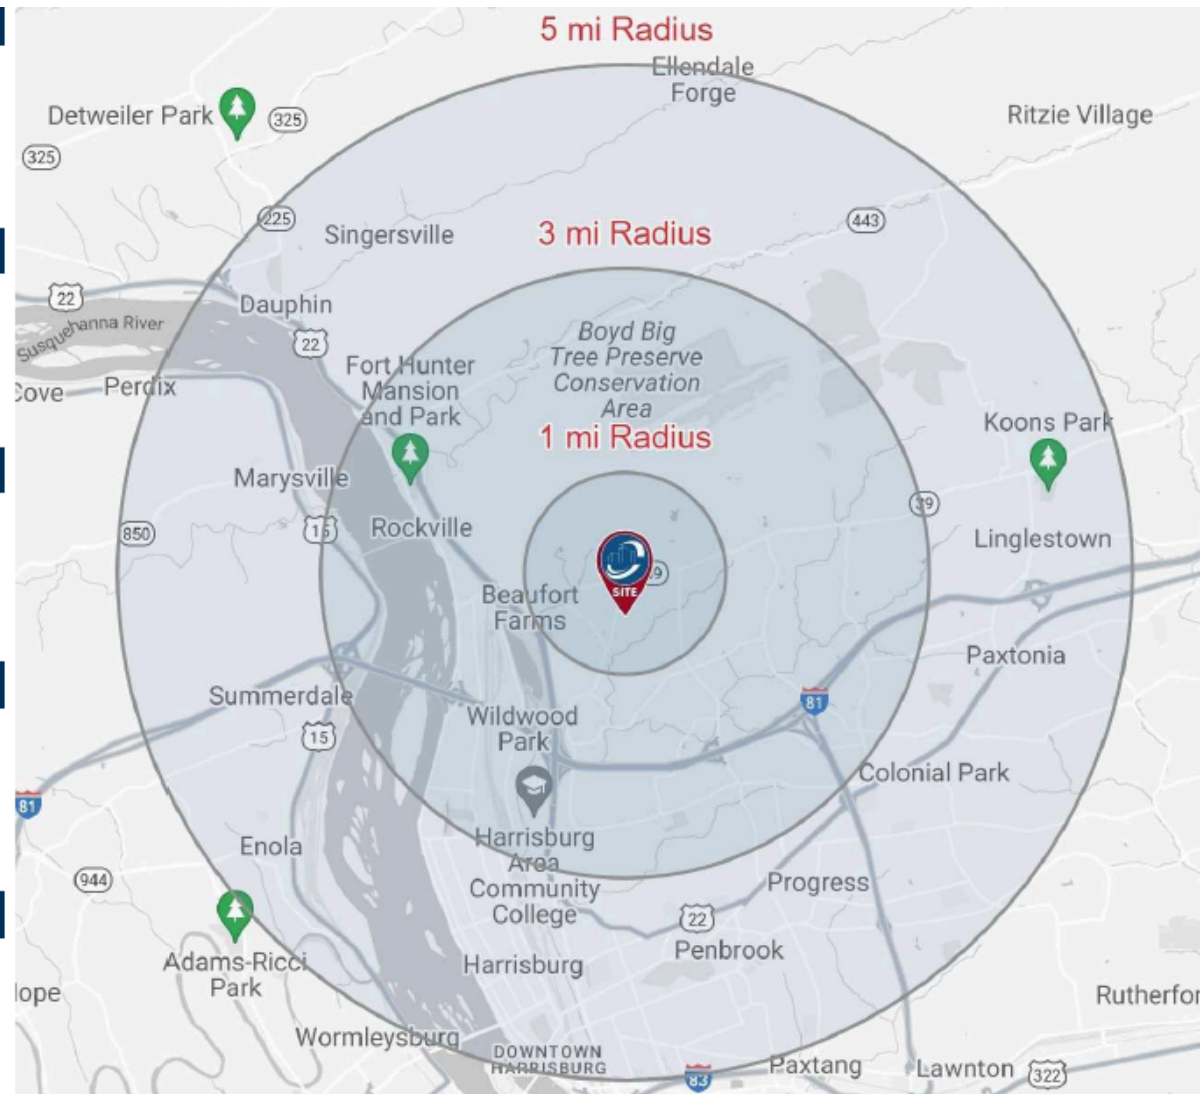 5 mi Radius
Ellendale
Forge
Detweiler Park
325
Ritzie Village
325
225
443
Singersville
3 mi Radius
22
Dauphin
Susquehanna River
22
Boyd Big
Tree Preserve
Conservation
Area
Fort Hunter
Mansion
and Park
Cove
Perdix
Koons Park
1 mi Radius
Marysville
39
850
15
Rockville
Linglestown
39
SITE
Beaufort
Farms
Paxtonia
Summerdale
81
Wildwood
Park
15
Colonial Park
81
Harrisburg
Area
Community
College
Enola
944
Progress
22
Penbrook
Adams-Ricci
Park
Harrisburg
lope
Rutherfor
Wormleysburg
DOWNTOWN
HARRISBURG
83
Paxtang
Lawnton
322